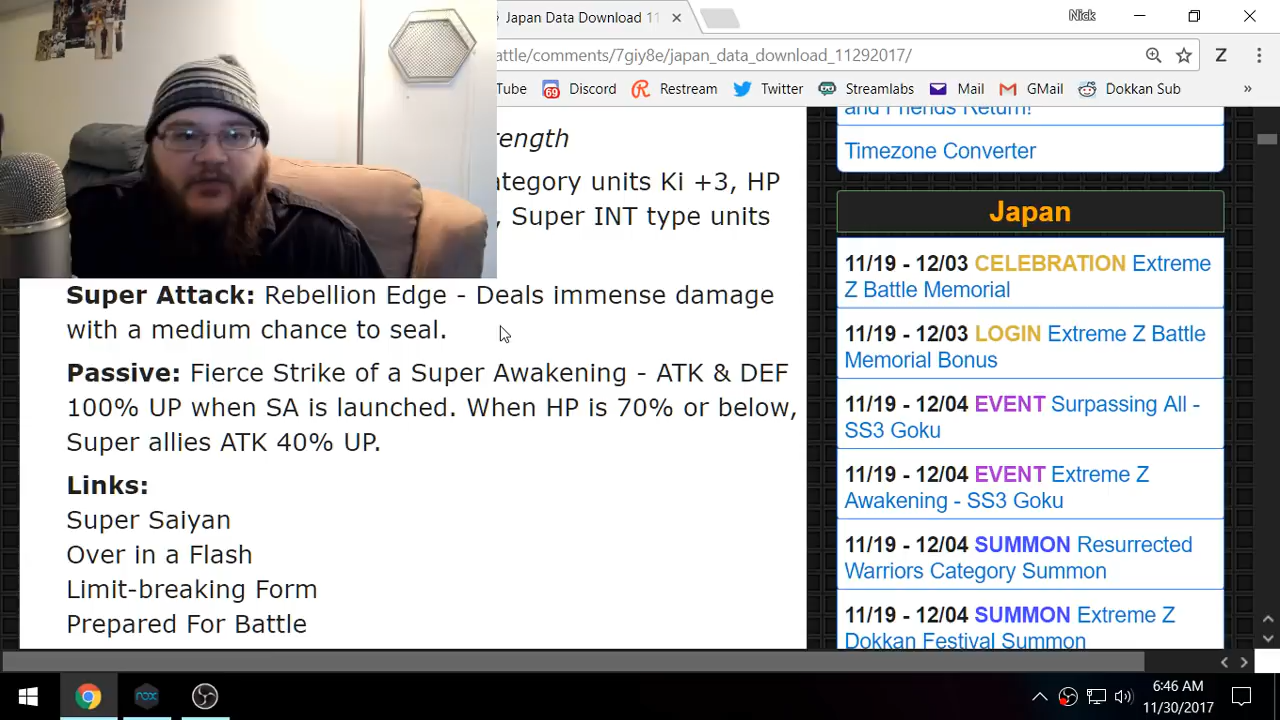 Japan Data Download 11
Nick
attle/comments/7giy8e/japan_data_download_11292017/
Z
Tube
69
Discord
Restream
Twitter
Streamlabs
Mail
GMail
Dokkan Sub
»
rength
ategory units Ki +3, HP
, Super INT type units
Super Attack: Rebellion Edge - Deals immense damage
with a medium chance to seal.
Passive: Fierce Strike of a Super Awakening - ATK & DEF
100% UP when SA is launched. When HP is 70% or below,
Super allies ATK 40% UP.
Links:
Super Saiyan
Over in a Flash
Limit-breaking Form
Prepared For Battle
and Friends Return!
Timezone Converter
Japan
11/19 - 12/03 CELEBRATION Extreme
Z Battle Memorial
11/19 - 12/03 LOGIN Extreme Z Battle
Memorial Bonus
11/19 - 12/04 EVENT Surpassing All -
SS3 Goku
11/19 - 12/04 EVENT Extreme Z
Awakening - SS3 Goku
11/19 - 12/04 SUMMON Resurrected
Warriors Category Summon
11/19 - 12/04 SUMMON Extreme Z
Dokkan Festival Summon
nox
6:46 AM
11/30/2017